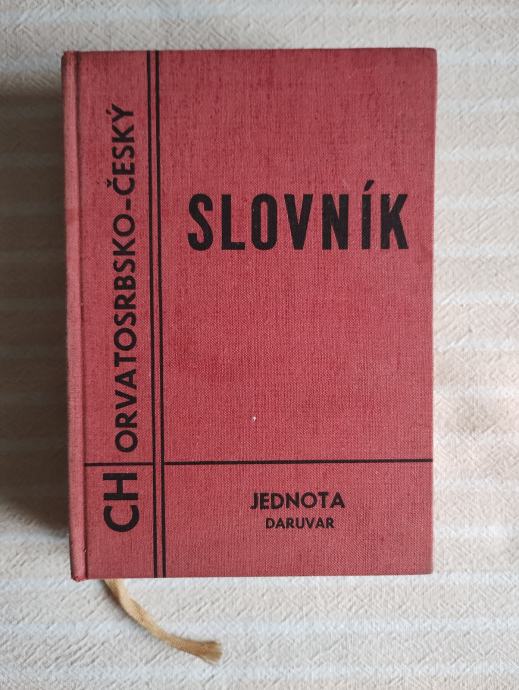 CHORVATOSRBSKO-ČESKÝ
SLOVNÍK
JEDNOTA
DARUVAR